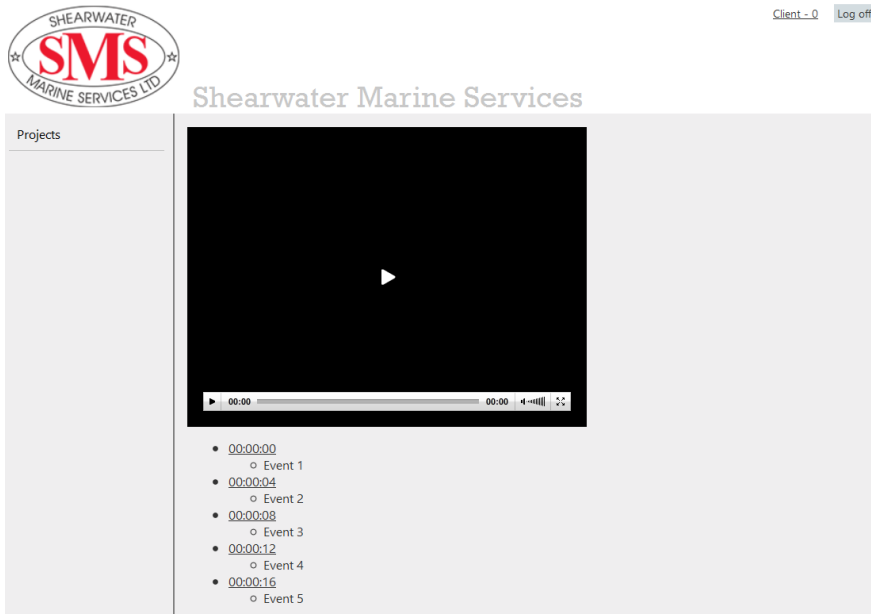 SHEARWATER
SMS
MARINE SERVICES LTD
Client - 0 Log off
Shearwater Marine Services
Projects
00:00 00:00
00:00:00
Event 1
00:00:04
Event 2
00:00:08
Event 3
00:00:12
Event 4
00:00:16
Event 5